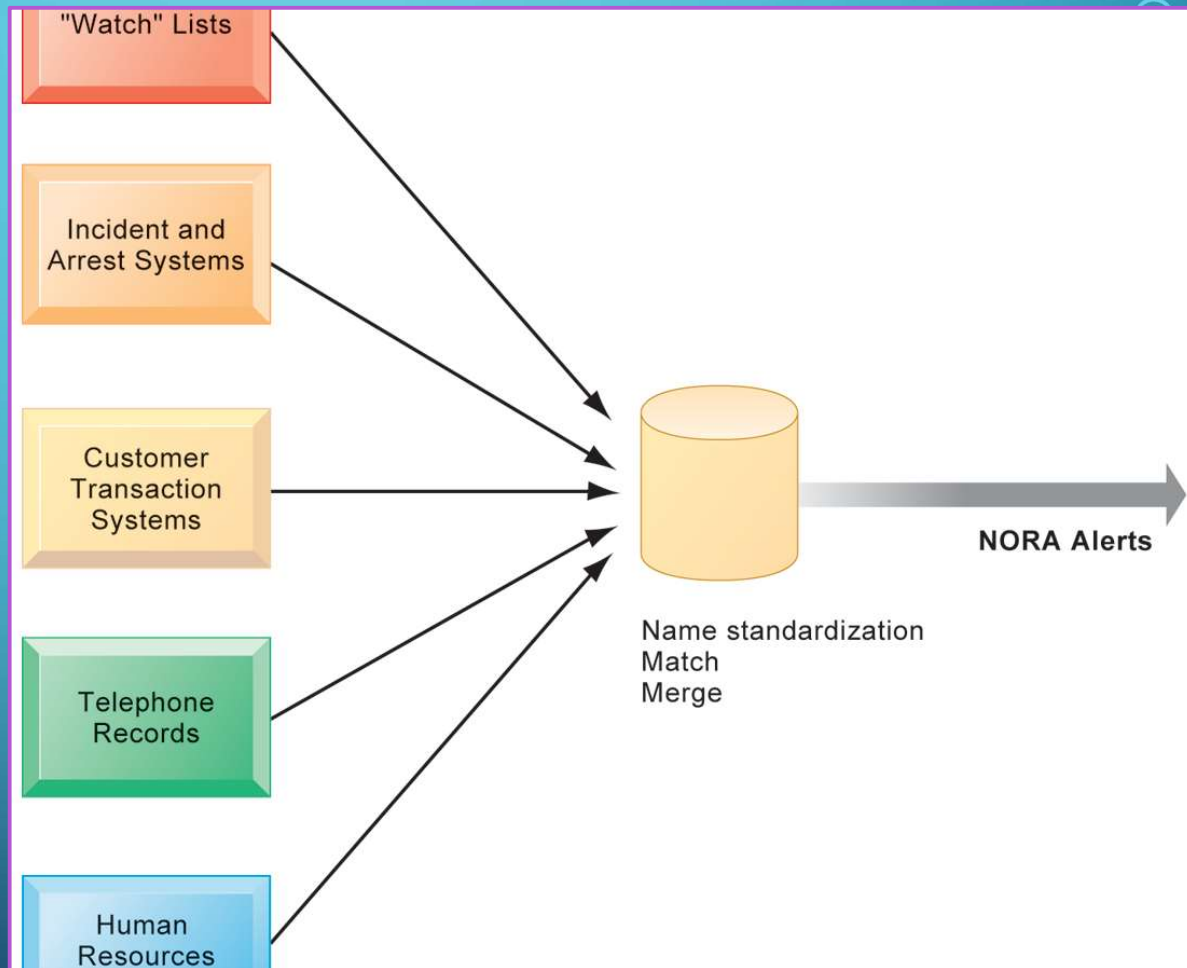 "Watch" Lists
Incident and
Arrest Systems
Customer
Transaction
Systems
Telephone
Records
Human
Resources
Name standardization
Match
Merge
NORA Alerts